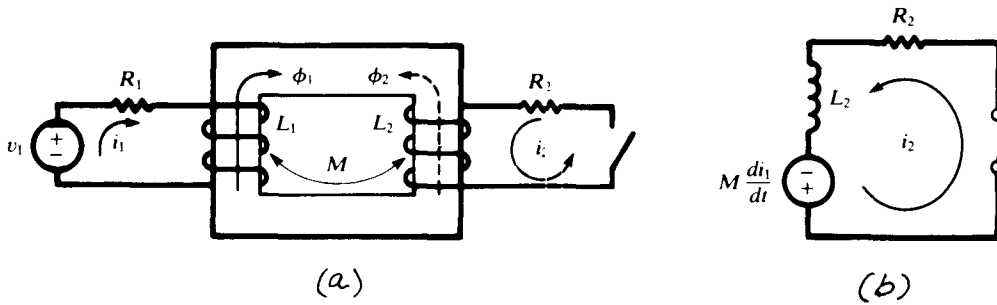 R₁
v₁
+
−
i₁
ϕ₁
ϕ₂
L₁
L₂
M
R₂
i₂
(a)
R₂
L₂
i₂
M di₁/dt
−
+
(b)